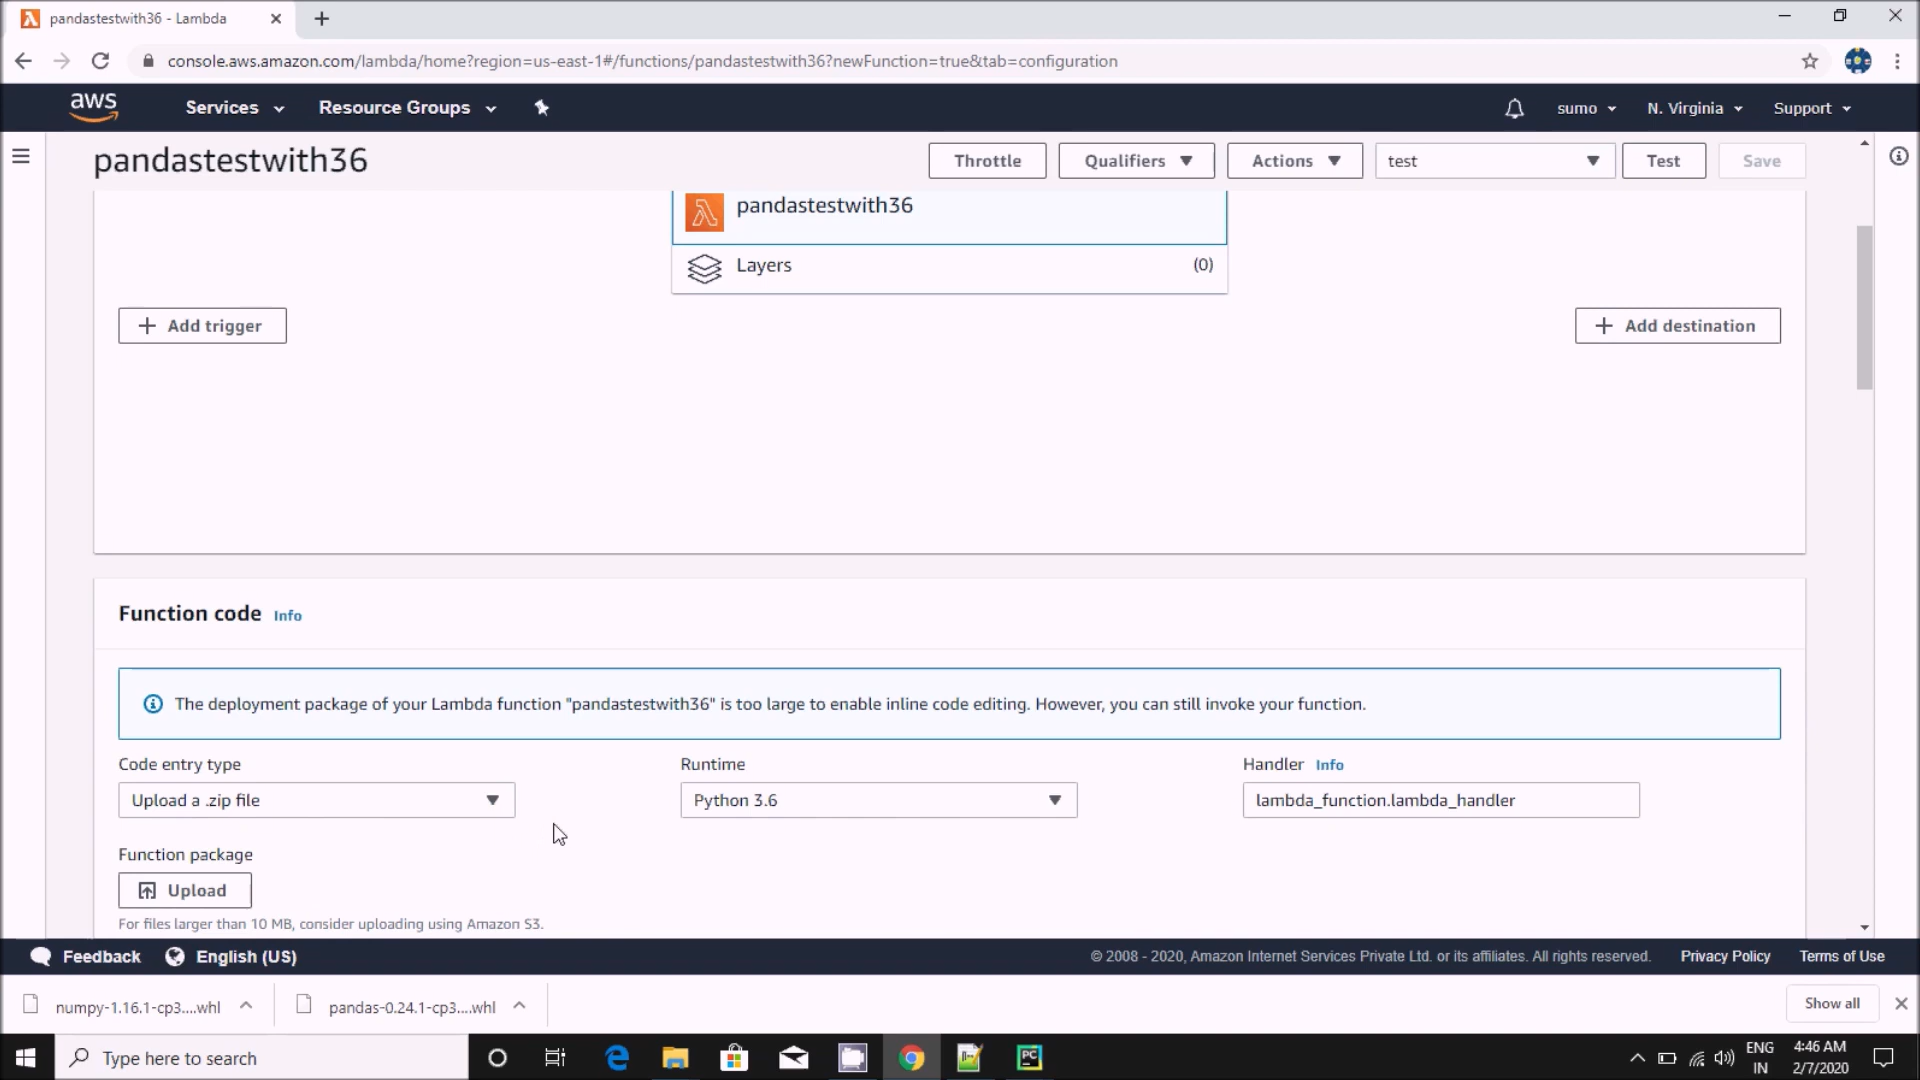 pandastestwith36 - Lambda
console.aws.amazon.com/lambda/home?region=us-east-1#/functions/pandastestwith36?newFunction=true&tab=configuration
aws Services Resource Groups sumo N. Virginia Support
pandastestwith36 Throttle Qualifiers Actions test Test Save
pandastestwith36
Layers (0)
Add trigger Add destination
Function code Info
The deployment package of your Lambda function "pandastestwith36" is too large to enable inline code editing. However, you can still invoke your function.
Code entry type Runtime Handler Info
Upload a .zip file Python 3.6 lambda_function.lambda_handler
Function package
Upload
For files larger than 10 MB, consider uploading using Amazon S3.
Feedback English (US) © 2008 - 2020, Amazon Internet Services Private Ltd. or its affiliates. All rights reserved. Privacy Policy Terms of Use
numpy-1.16.1-cp3....whl pandas-0.24.1-cp3....whl Show all
Type here to search PC ENG 4:46 AM
IN 2/7/2020